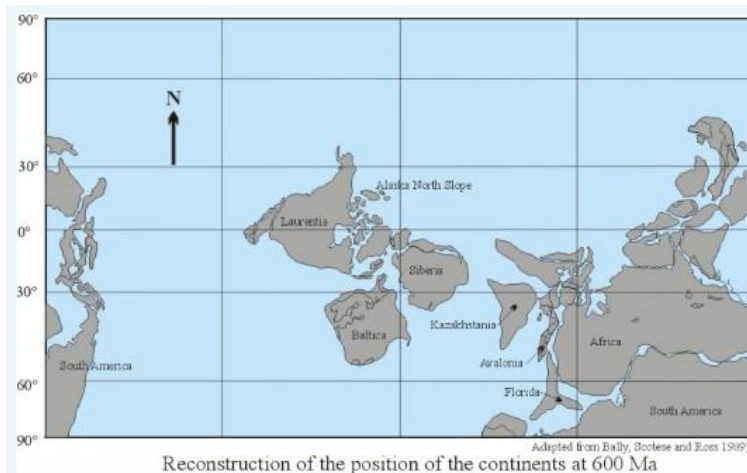 90°
60°
N
30°
Alaska North Slope
Laurentia
0°
Siberia
30°
Kazakhstania
Baltica
Africa
Avalonia
South America
60°
Florida
South America
90°
Adapted from Bally, Scotese and Ross 1989
Reconstruction of the position of the continents at 600 Ma